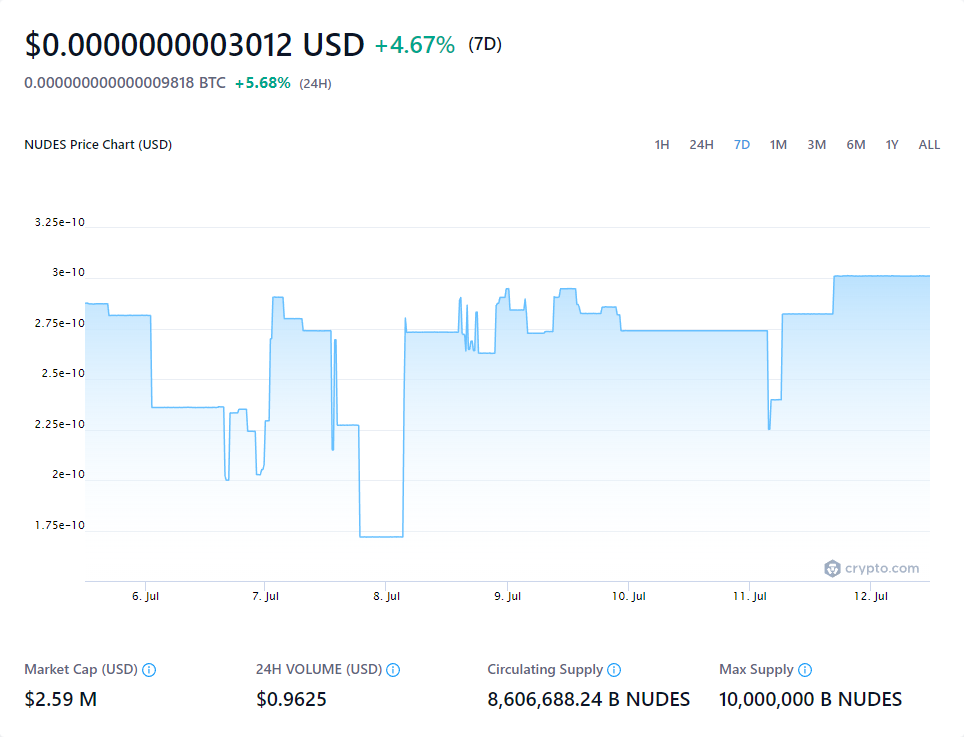 $0.0000000003012 USD +4.67% (7D)
0.000000000000009818 BTC +5.68% (24H)
NUDES Price Chart (USD) 1H 24H 7D 1M 3M 6M 1Y ALL
3.25e-10
3e-10
2.75e-10
2.5e-10
2.25e-10
2e-10
1.75e-10
crypto.com
6. Jul 7. Jul 8. Jul 9. Jul 10. Jul 11. Jul 12. Jul
Market Cap (USD) 24H VOLUME (USD) Circulating Supply Max Supply
$2.59 M $0.9625 8,606,688.24 B NUDES 10,000,000 B NUDES